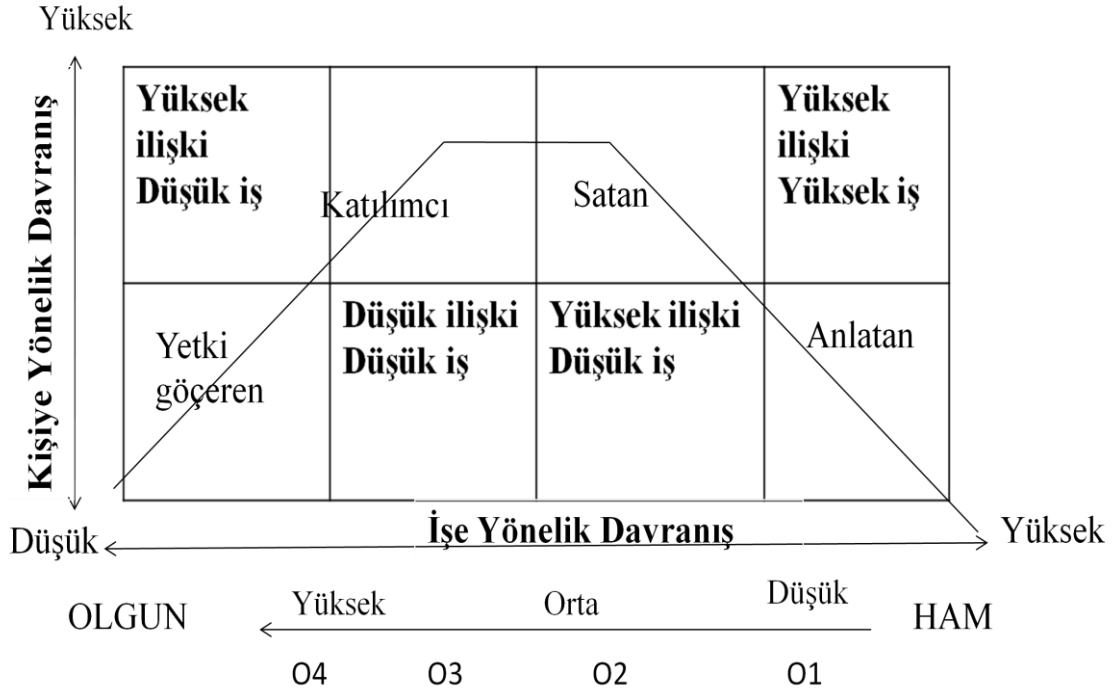 Yüksek
Kişiye Yönelik Davranış
Yüksek
ilişki
Düşük iş
Katılımcı
Satan
Yüksek
ilişki
Yüksek iş
Yetki
göçeren
Düşük ilişki
Düşük iş
Yüksek ilişki
Düşük iş
Anlatan
Düşük
İşe Yönelik Davranış
Yüksek
OLGUN
Yüksek
Orta
Düşük
HAM
O4
O3
O2
O1